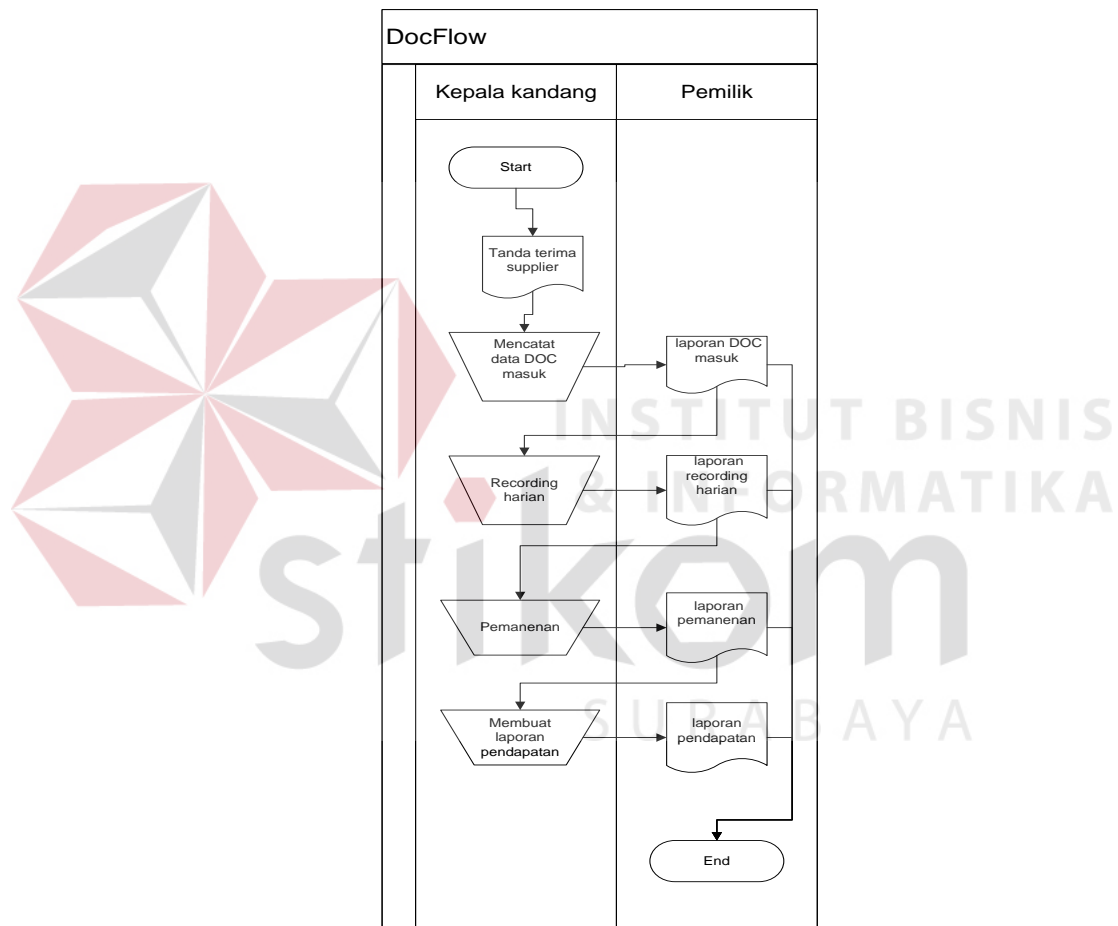 DocFlow
Kepala kandang
Pemilik
Start
Tanda terima
supplier
Mencatat
data DOC
masuk
laporan DOC
masuk
INSTITUT BISNIS
& INFORMATIKA
Recording
harian
laporan
recording
harian
stikom
Pemanenan
laporan
pemanenan
SURABAYA
Membuat
laporan
pendapatan
laporan
pendapatan
End